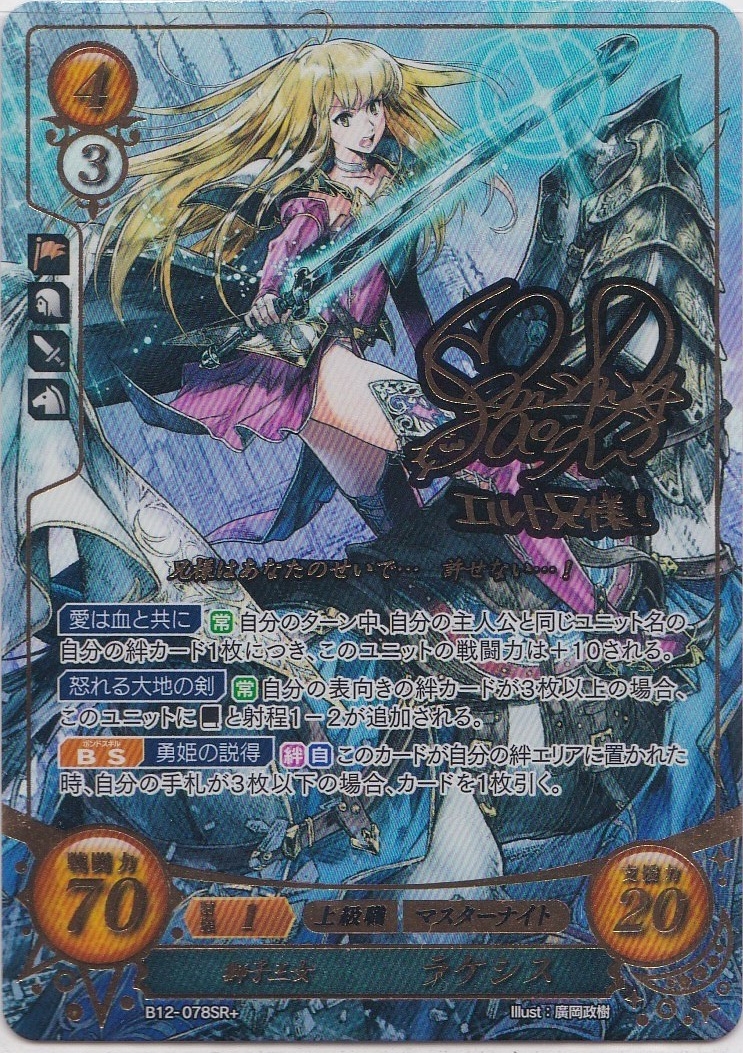 4
3
エルト兄様!
兄様はあなたのせいで… 許せない…!
愛は血と共に 常 自分のターン中、自分の主人公と同じユニット名の
自分の絆カード1枚につき、このユニットの戦闘力は+10される。
怒れる大地の剣 常 自分の表向きの絆カードが3枚以上の場合、
このユニットにと射程1-2が追加される。
ボンドスキル
BS 勇姫の説得 絆 自 このカードが自分の絆エリアに置かれた
時、自分の手札が3枚以下の場合、カードを1枚引く。
戦闘力
70
射程 1 上級職 マスターナイト
支援力
20
獅子王女 ラケシス
B12-078SR+ Illust:廣岡政樹